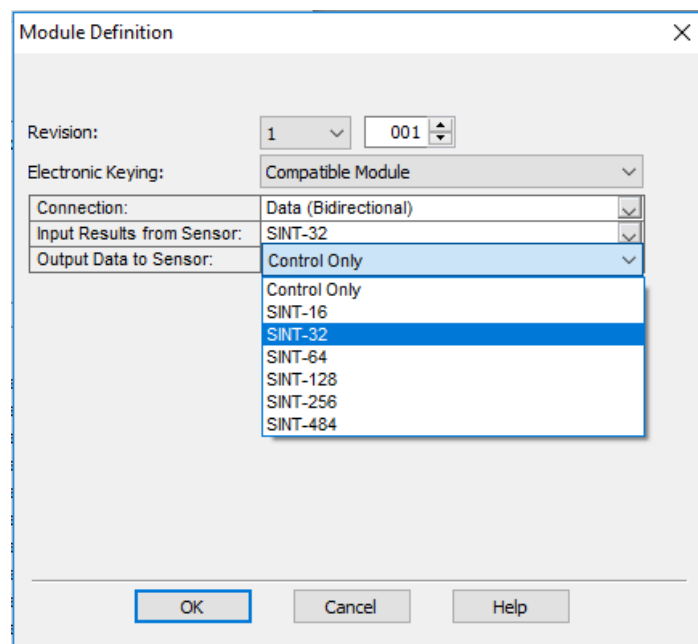 Module Definition
Revision: 1 001
Electronic Keying: Compatible Module
Connection: Data (Bidirectional)
Input Results from Sensor: SINT-32
Output Data to Sensor: Control Only
Control Only
SINT-16
SINT-32
SINT-64
SINT-128
SINT-256
SINT-484
OK Cancel Help